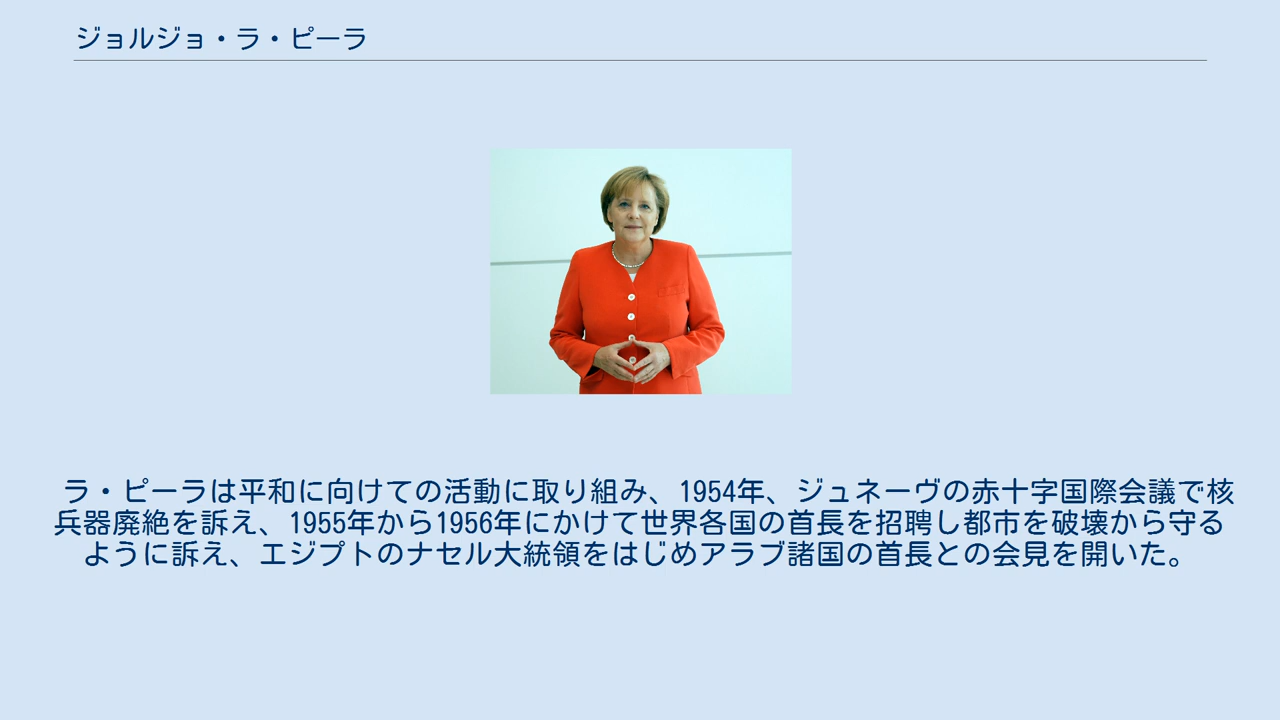 ジョルジョ・ラ・ピーラ
ラ・ピーラは平和に向けての活動に取り組み、1954年、ジュネーヴの赤十字国際会議で核
兵器廃絶を訴え、1955年から1956年にかけて世界各国の首長を招聘し都市を破壊から守る
ように訴え、エジプトのナセル大統領をはじめアラブ諸国の首長との会見を開いた。